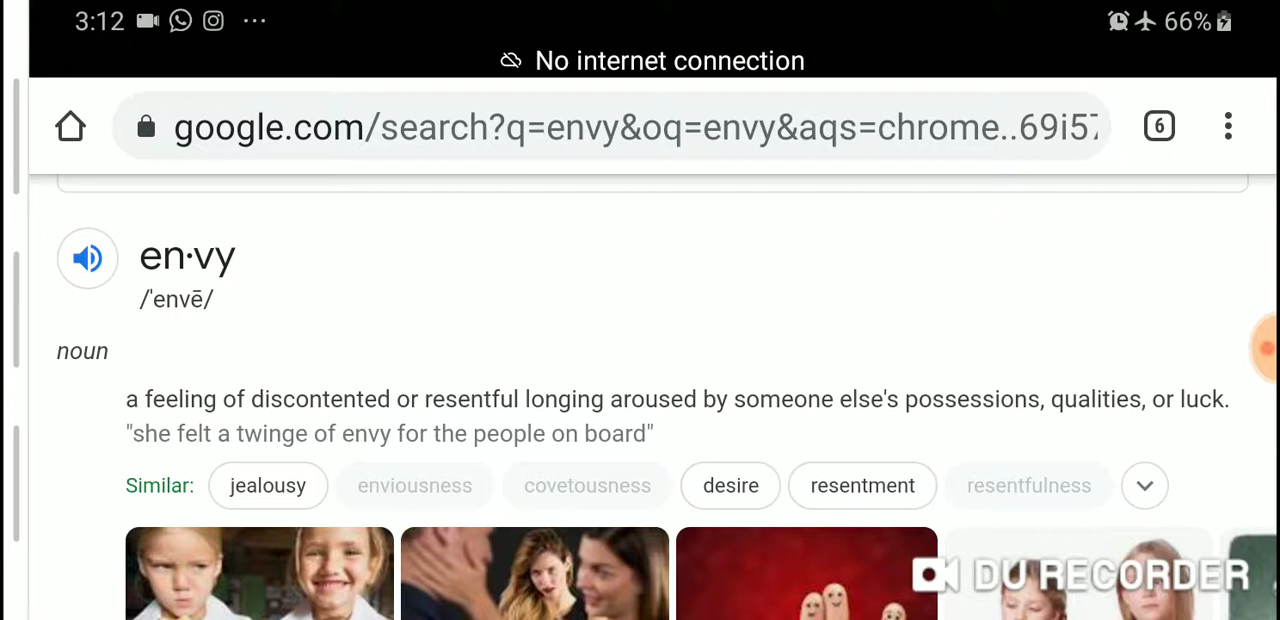 3:12 ... 66%
No internet connection
google.com/search?q=envy&oq=envy&aqs=chrome..69i57
6
en·vy
/ˈenvē/
noun
a feeling of discontented or resentful longing aroused by someone else's possessions, qualities, or luck.
"she felt a twinge of envy for the people on board"
Similar: jealousy enviousness covetousness desire resentment resentfulness
DU RECORDER